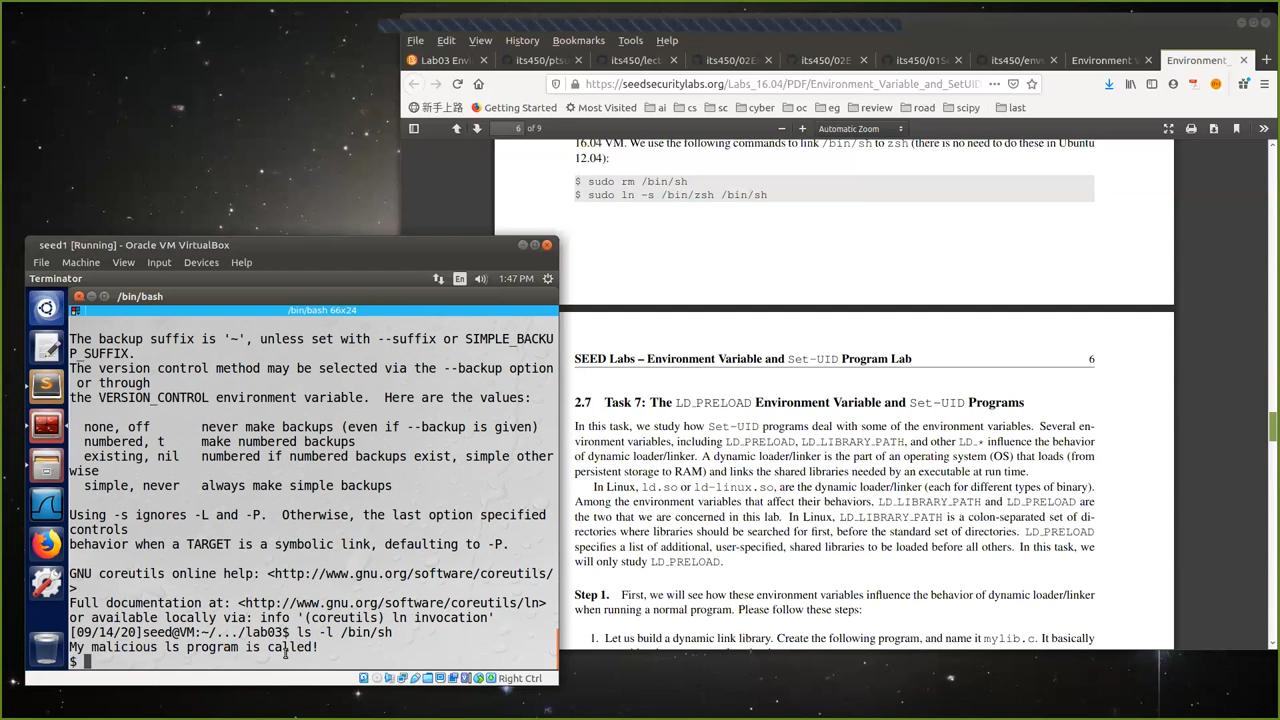 File Edit View History Bookmarks Tools Help
Lab03 Envi its450/ptsu its450/lect its450/02E its450/02E its450/01S its450/env Environment V Environment_
https://seedsecuritylabs.org/Labs_16.04/PDF/Environment_Variable_and_SetUID
新手上路 Getting Started Most Visited ai cs sc cyber oc eg review road scipy last
6 of 9 Automatic Zoom
16.04 VM. We use the following commands to link /bin/sh to zsh (there is no need to do these in Ubuntu
12.04):
$ sudo rm /bin/sh
$ sudo ln -s /bin/zsh /bin/sh
SEED Labs – Environment Variable and Set-UID Program Lab 6
2.7 Task 7: The LD_PRELOAD Environment Variable and Set-UID Programs
In this task, we study how Set-UID programs deal with some of the environment variables. Several en-
vironment variables, including LD_PRELOAD, LD_LIBRARY_PATH, and other LD_* influence the behavior
of dynamic loader/linker. A dynamic loader/linker is the part of an operating system (OS) that loads (from
persistent storage to RAM) and links the shared libraries needed by an executable at run time.
In Linux, ld.so or ld-linux.so, are the dynamic loader/linker (each for different types of binary).
Among the environment variables that affect their behaviors. LD_LIBRARY_PATH and LD_PRELOAD are
the two that we are concerned in this lab. In Linux, LD_LIBRARY_PATH is a colon-separated set of di-
rectories where libraries should be searched for first, before the standard set of directories. LD_PRELOAD
specifies a list of additional, user-specified, shared libraries to be loaded before all others. In this task, we
will only study LD_PRELOAD.
Step 1. First, we will see how these environment variables influence the behavior of dynamic loader/linker
when running a normal program. Please follow these steps:
1. Let us build a dynamic link library. Create the following program, and name it mylib.c. It basically
seed1 [Running] - Oracle VM VirtualBox
File Machine View Input Devices Help
Terminator En 1:47 PM
/bin/bash
/bin/bash 66x24
The backup suffix is '~', unless set with --suffix or SIMPLE_BACKU
P_SUFFIX.
The version control method may be selected via the --backup option
or through
the VERSION_CONTROL environment variable. Here are the values:
none, off never make backups (even if --backup is given)
numbered, t make numbered backups
existing, nil numbered if numbered backups exist, simple other
wise
simple, never always make simple backups
Using -s ignores -L and -P. Otherwise, the last option specified
controls
behavior when a TARGET is a symbolic link, defaulting to -P.
GNU coreutils online help: <http://www.gnu.org/software/coreutils/
>
Full documentation at: <http://www.gnu.org/software/coreutils/ln>
or available locally via: info '(coreutils) ln invocation'
[09/14/20]seed@VM:~/.../lab03$ ls -l /bin/sh
My malicious ls program is called!
$
Right Ctrl